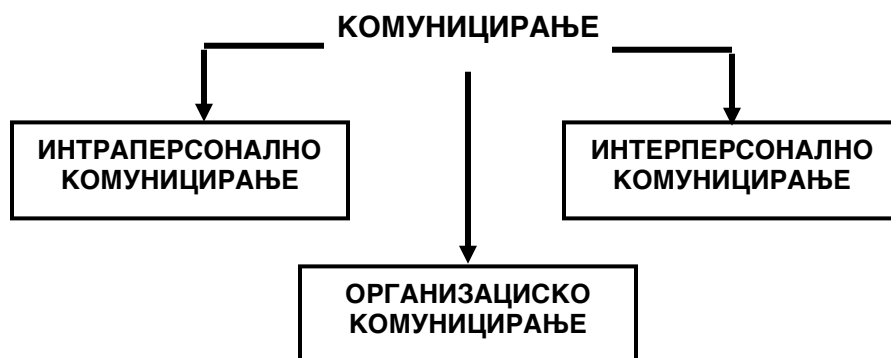 КОМУНИЦИРАЊЕ
ИНТРАПЕРСОНАЛНО
КОМУНИЦИРАЊЕ
ИНТЕРПЕРСОНАЛНО
КОМУНИЦИРАЊЕ
ОРГАНИЗАЦИСКО
КОМУНИЦИРАЊЕ